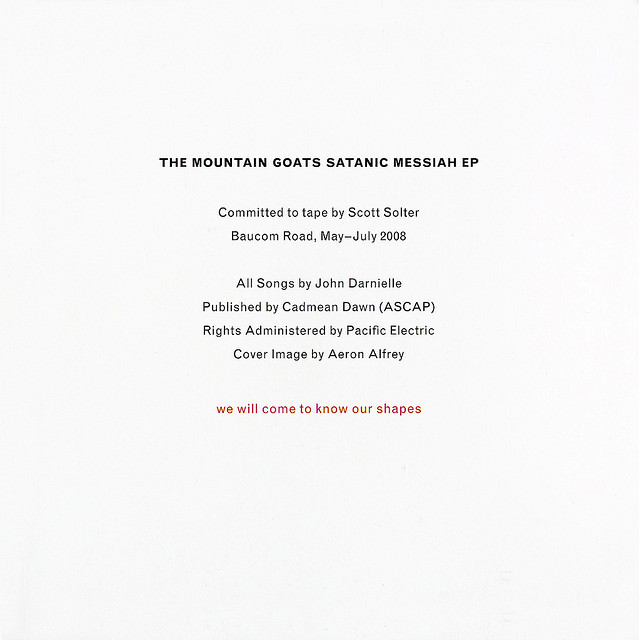 THE MOUNTAIN GOATS SATANIC MESSIAH EP
Committed to tape by Scott Solter
Baucom Road, May–July 2008
All Songs by John Darnielle
Published by Cadmean Dawn (ASCAP)
Rights Administered by Pacific Electric
Cover Image by Aeron Alfrey
we will come to know our shapes